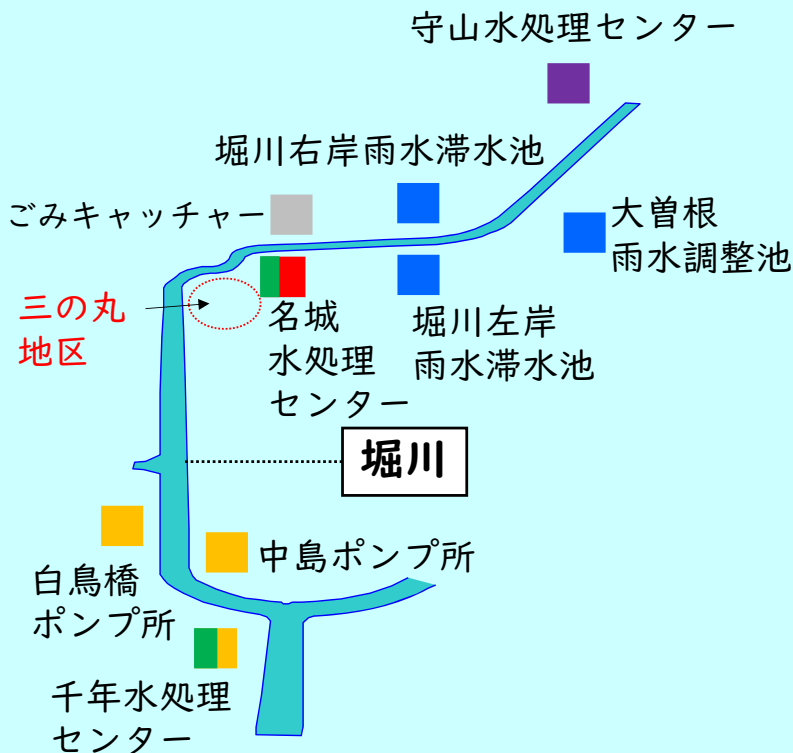 守山水処理センター
堀川右岸雨水滞水池
ごみキャッチャー
大曽根
雨水調整池
三の丸
地区
名城
水処理
センター
堀川左岸
雨水滞水池
堀川
中島ポンプ所
白鳥橋
ポンプ所
千年水処理
センター